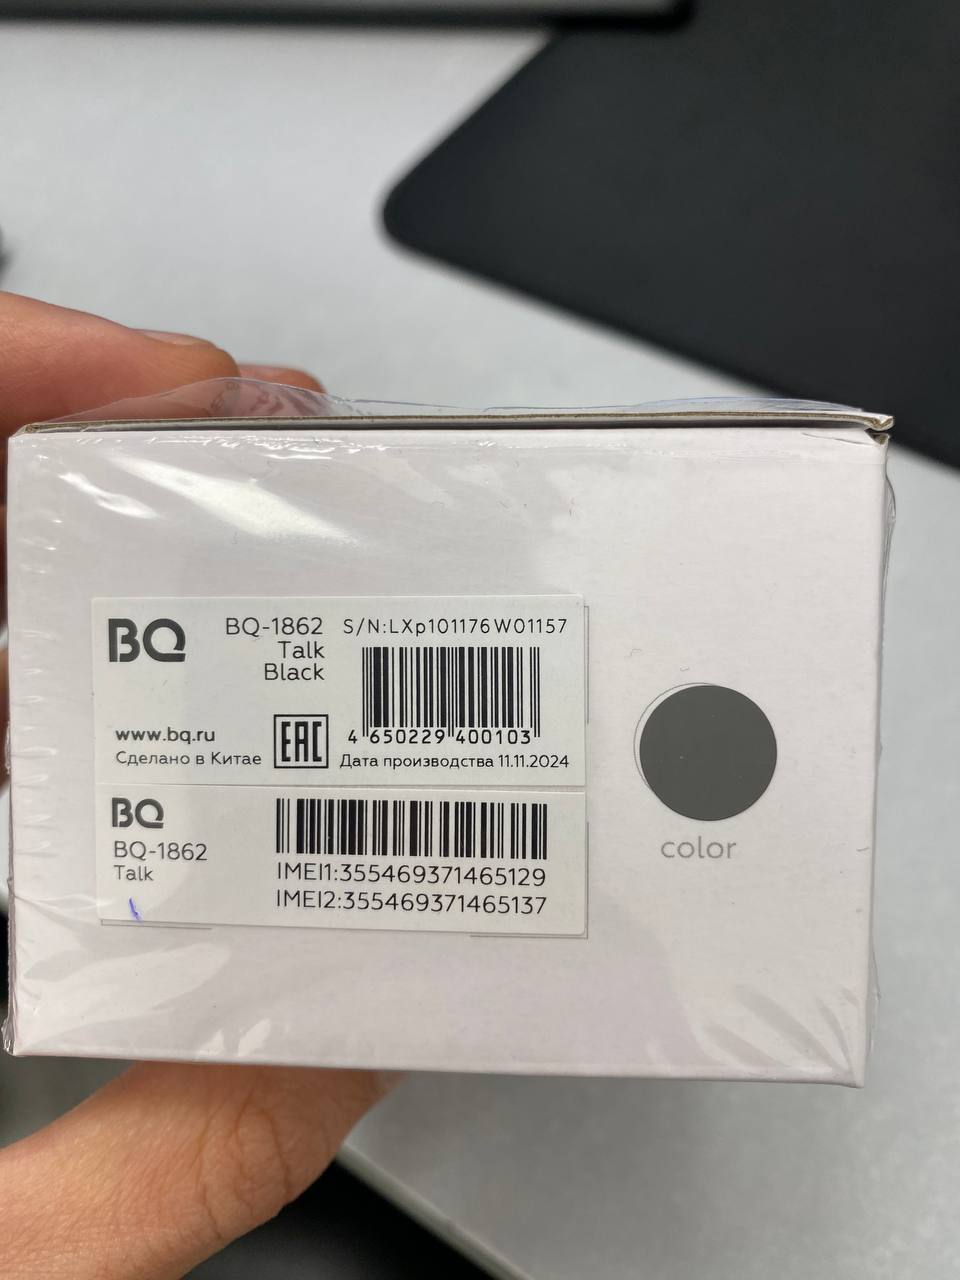 BQ
BQ-1862
Talk
Black
S/N:LXp101176W01157
4 650229 400103
www.bq.ru
Сделано в Китае
EAC
Дата производства 11.11.2024
BQ
BQ-1862
Talk
IMEI1:355469371465129
IMEI2:355469371465137
color